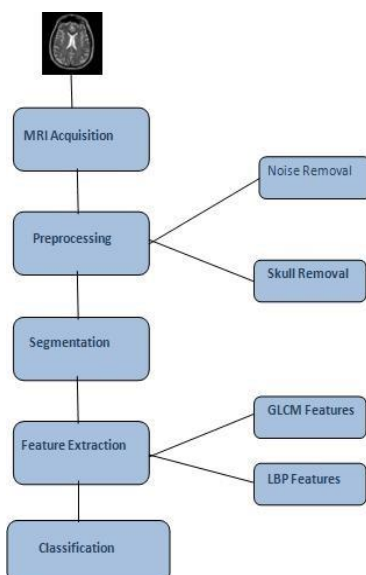 MRI Acquisition
Noise Removal
Preprocessing
Skull Removal
Segmentation
GLCM Features
Feature Extraction
LBP Features
Classification